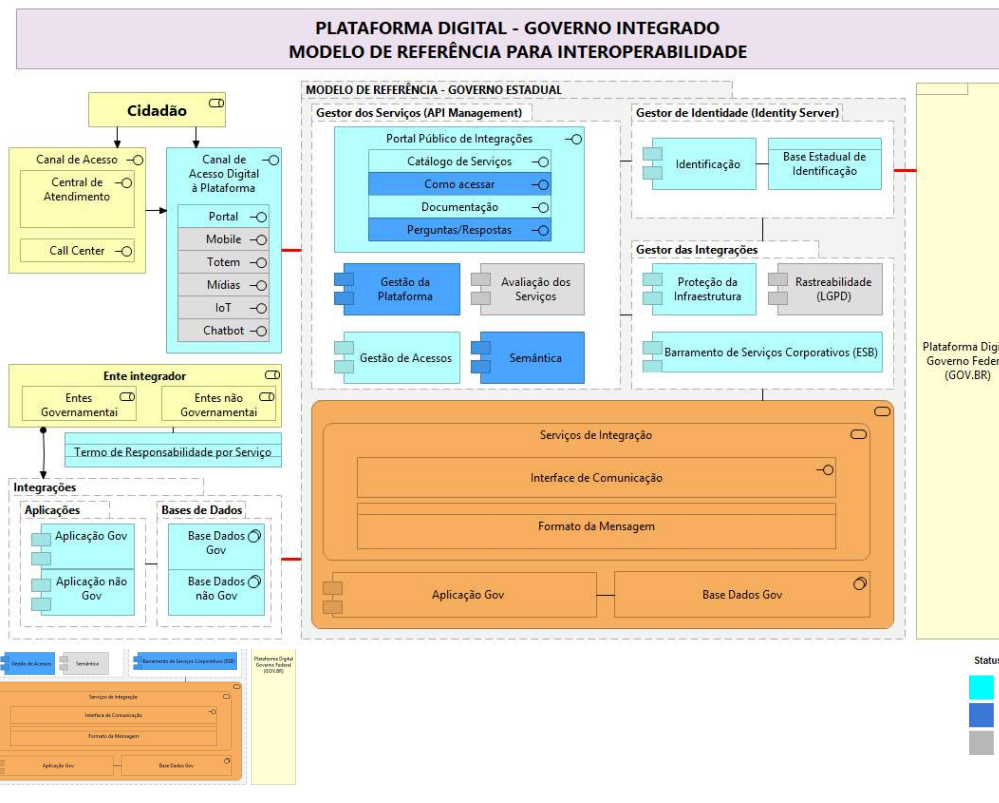 PLATAFORMA DIGITAL - GOVERNO INTEGRADO
MODELO DE REFERÊNCIA PARA INTEROPERABILIDADE
Cidadão
Canal de Acesso
Central de
Atendimento
Call Center
Canal de
Acesso Digital
à Plataforma
Portal
Mobile
Totem
Mídias
IoT
Chatbot
Ente integrador
Entes
Governamentai
Entes não
Governamentai
Termo de Responsabilidade por Serviço
Integrações
Aplicações
Aplicação Gov
Aplicação não
Gov
Bases de Dados
Base Dados
Gov
Base Dados
não Gov
MODELO DE REFERÊNCIA - GOVERNO ESTADUAL
Gestor dos Serviços (API Management)
Portal Público de Integrações
Catálogo de Serviços
Como acessar
Documentação
Perguntas/Respostas
Gestão da
Plataforma
Avaliação dos
Serviços
Gestão de Acessos
Semântica
Gestor de Identidade (Identity Server)
Identificação
Base Estadual de
Identificação
Gestor das Integrações
Proteção da
Infraestrutura
Rastreabilidade
(LGPD)
Barramento de Serviços Corporativos (ESB)
Serviços de Integração
Interface de Comunicação
Formato da Mensagem
Aplicação Gov
Base Dados Gov
Plataforma Digi
Governo Feder
(GOV.BR)
Gestão de Acessos
Semântica
Barramento de Serviços Corporativos (ESB)
Plataforma Digital
Governo Federal
(GOV.BR)
Serviços de Integração
Interface de Comunicação
Formato da Mensagem
Aplicação Gov
Base Dados Gov
Status